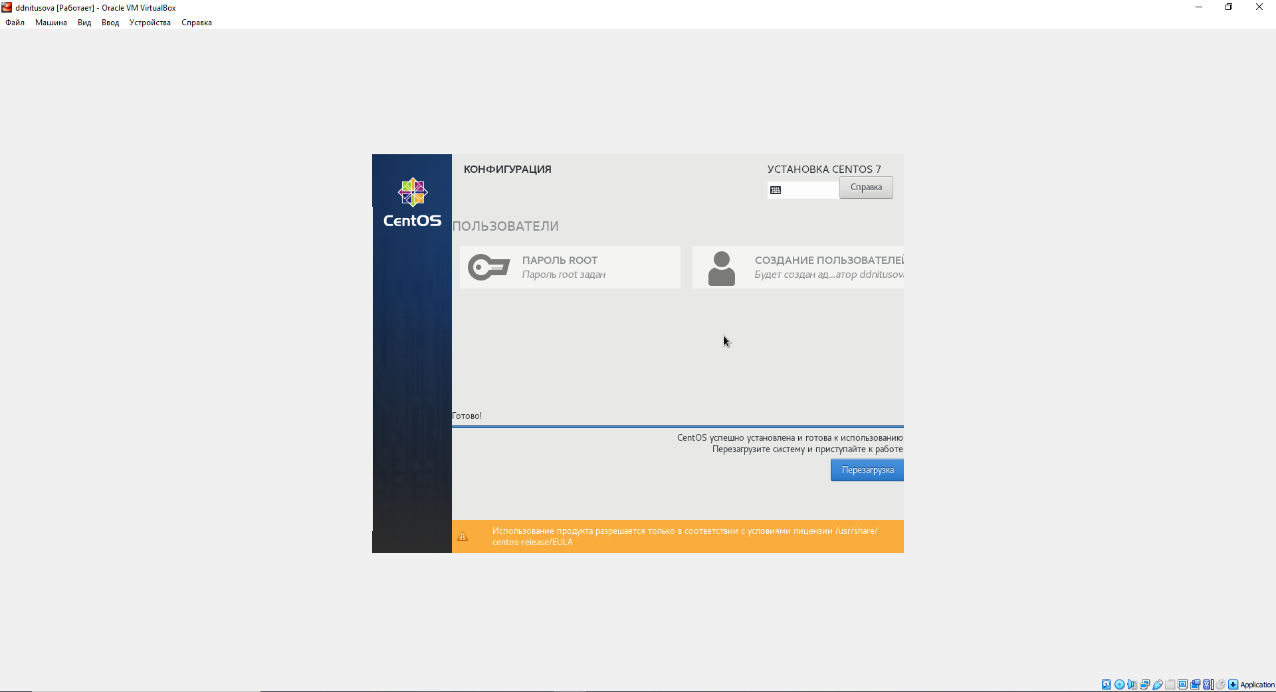 ddnitusova [Работает] - Oracle VM VirtualBox
Файл Машина Вид Ввод Устройства Справка
CentOS
КОНФИГУРАЦИЯ
УСТАНОВКА CENTOS 7
Справка
ПОЛЬЗОВАТЕЛИ
ПАРОЛЬ ROOT
Пароль root задан
СОЗДАНИЕ ПОЛЬЗОВАТЕЛЕЙ
Будет создан ад...атор ddnitusova
Готово!
CentOS успешно установлена и готова к использованию
Перезагрузите систему и приступайте к работе
Перезагрузка
Использование продукта разрешается только в соответствии с условиями лицензии /usr/share/
centos-release/EULA
Application